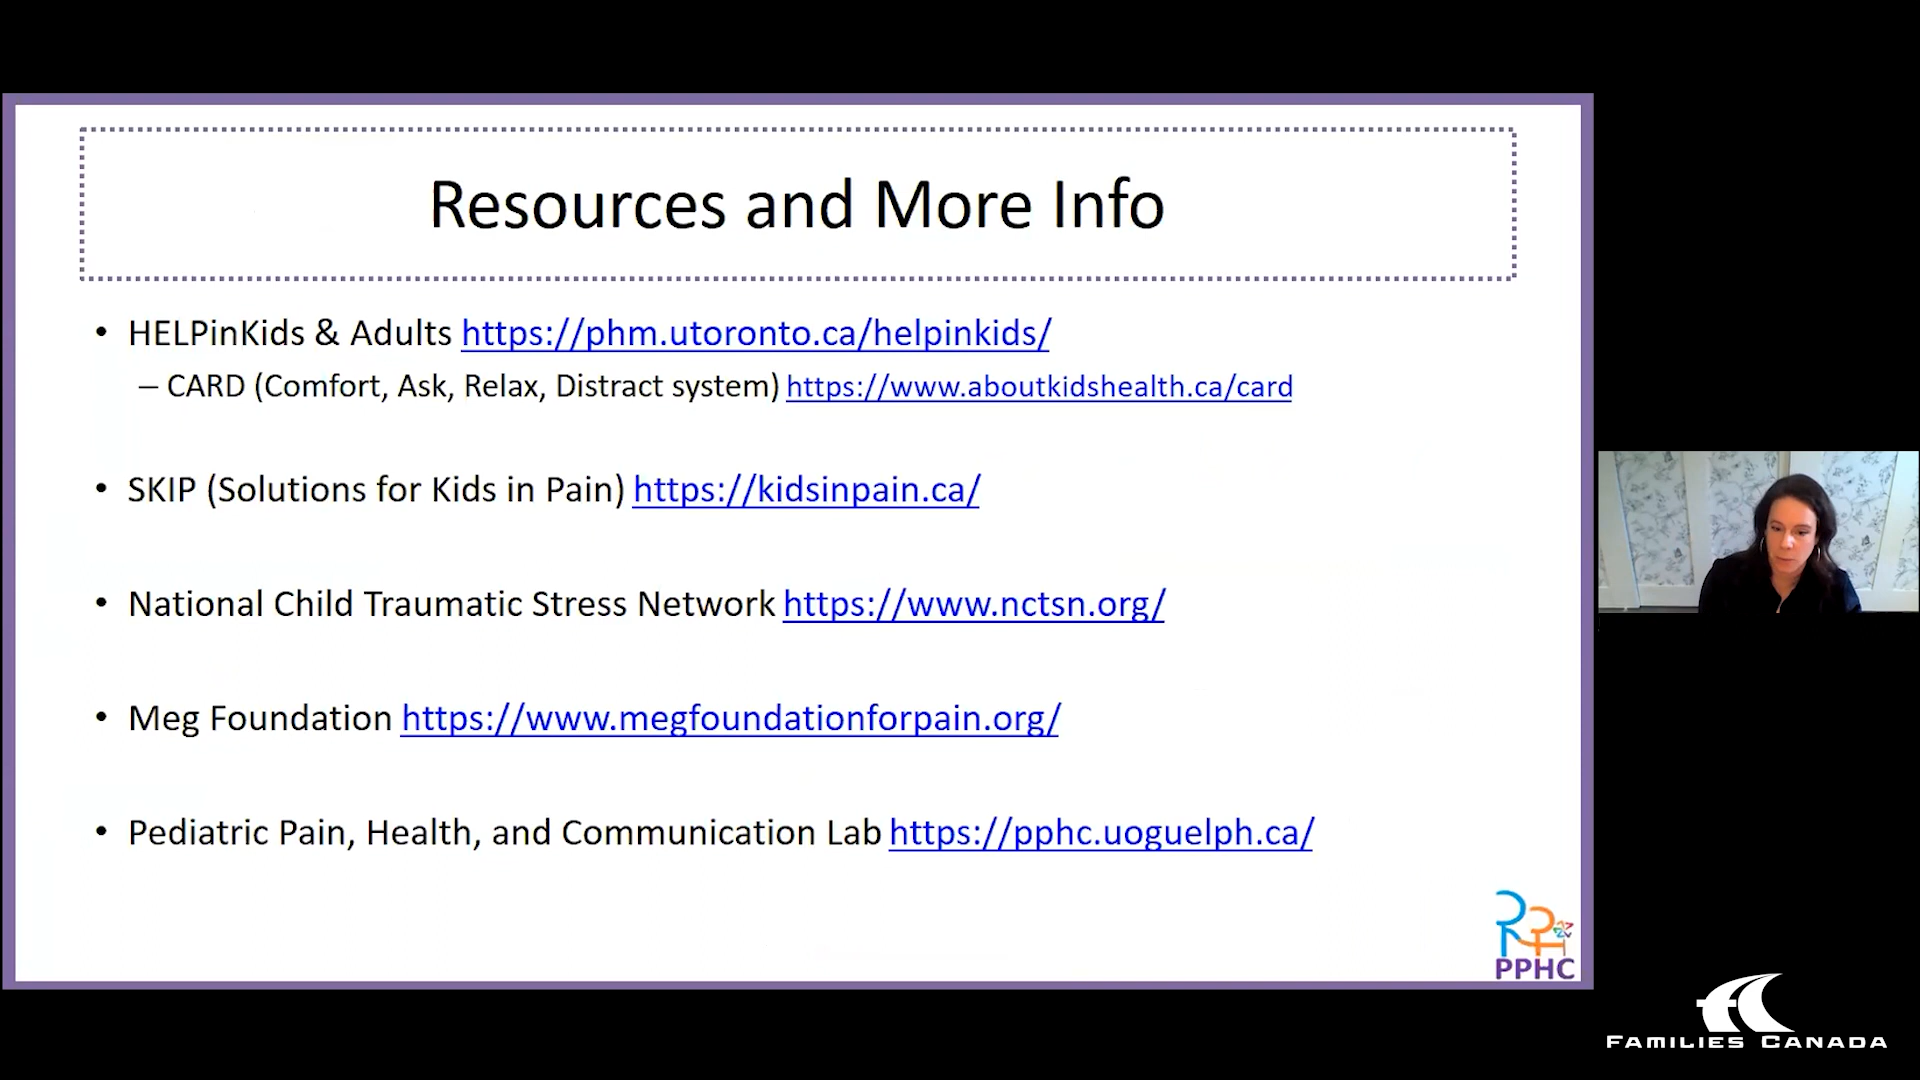 Resources and More Info
• HELPinKids & Adults https://phm.utoronto.ca/helpinkids/
– CARD (Comfort, Ask, Relax, Distract system) https://www.aboutkidshealth.ca/card
• SKIP (Solutions for Kids in Pain) https://kidsinpain.ca/
• National Child Traumatic Stress Network https://www.nctsn.org/
• Meg Foundation https://www.megfoundationforpain.org/
• Pediatric Pain, Health, and Communication Lab https://pphc.uoguelph.ca/
PPHC
FAMILIES CANADA